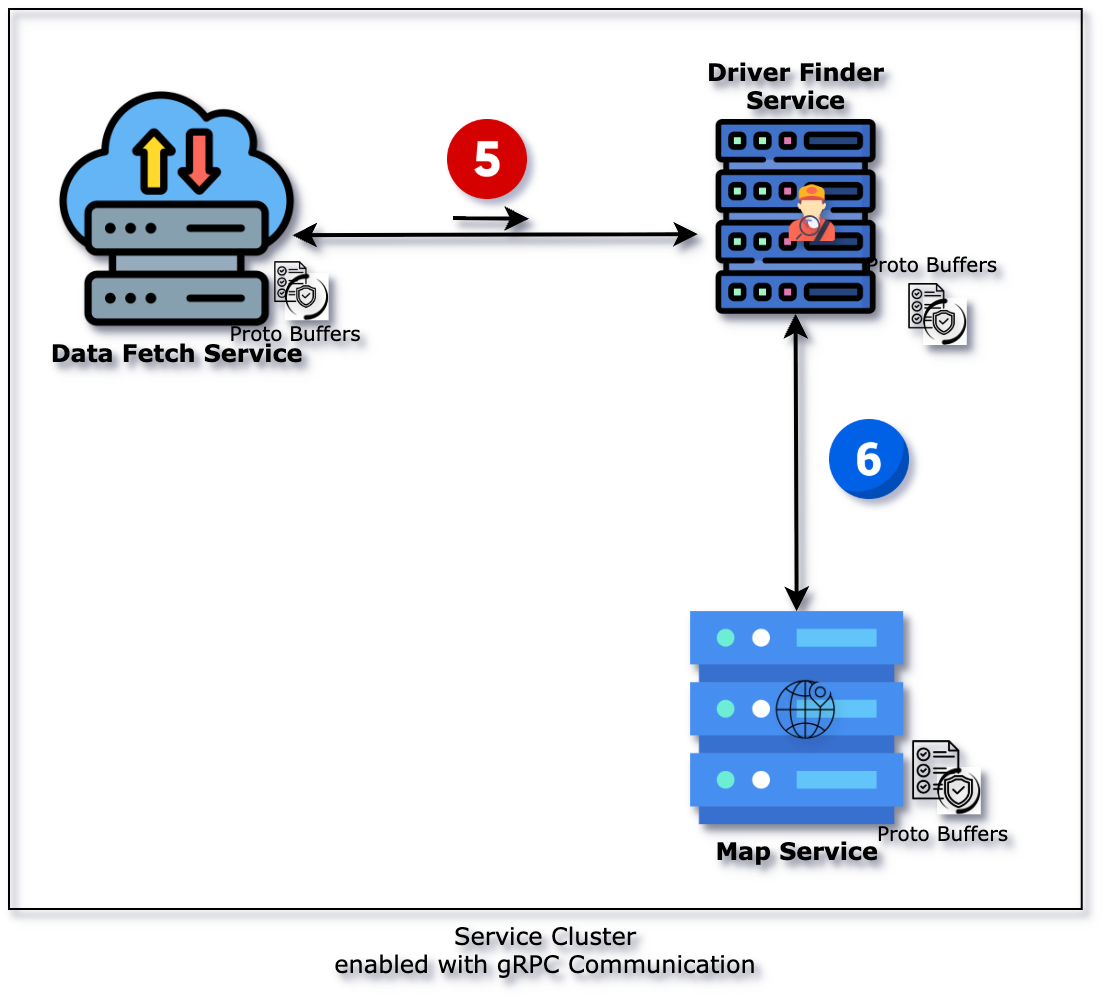 Driver Finder
Service
5
Proto Buffers
Proto Buffers
Data Fetch Service
6
Proto Buffers
Map Service
Service Cluster
enabled with gRPC Communication